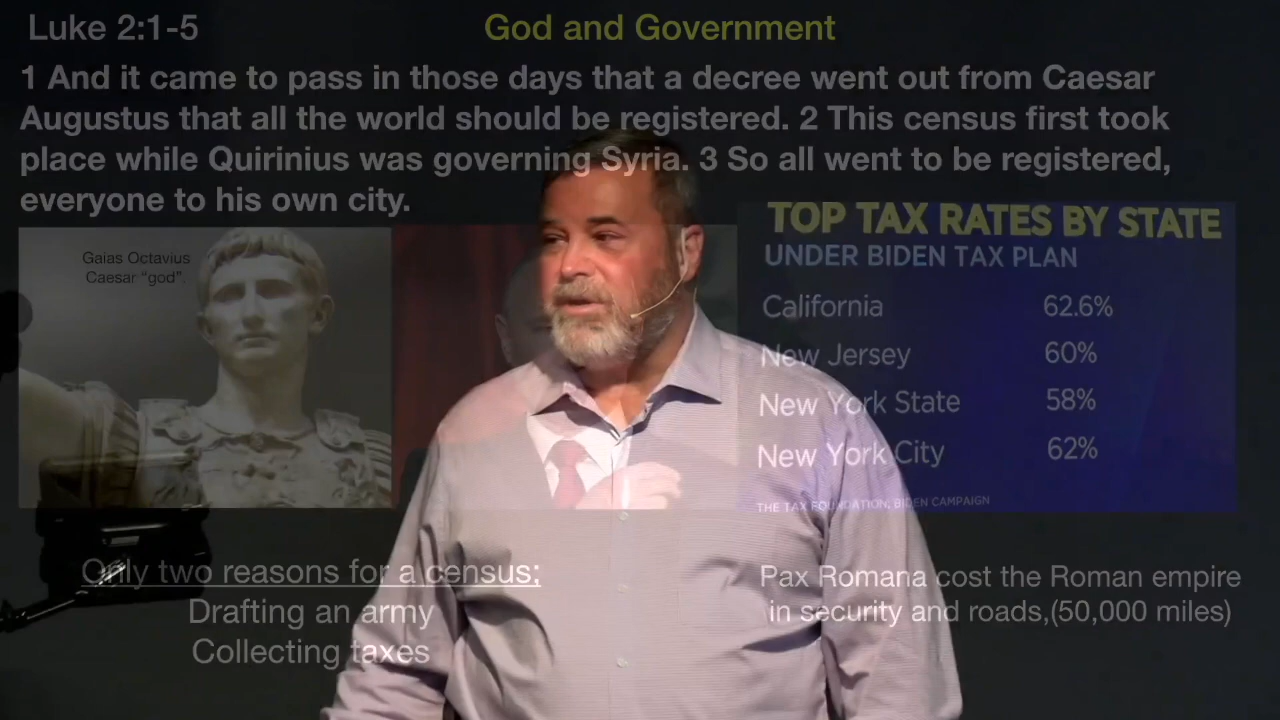 Luke 2:1-5
God and Government
1 And it came to pass in those days that a decree went out from Caesar
Augustus that all the world should be registered. 2 This census first took
place while Quirinius was governing Syria. 3 So all went to be registered,
everyone to his own city.
Gaias Octavius
Caesar “god”.
TOP TAX RATES BY STATE
UNDER BIDEN TAX PLAN
California 62.6%
New Jersey 60%
New York State 58%
New York City 62%
THE TAX FOUNDATION, BIDEN CAMPAIGN
Only two reasons for a census;
Drafting an army
Collecting taxes
Pax Romana cost the Roman empire
in security and roads,(50,000 miles)